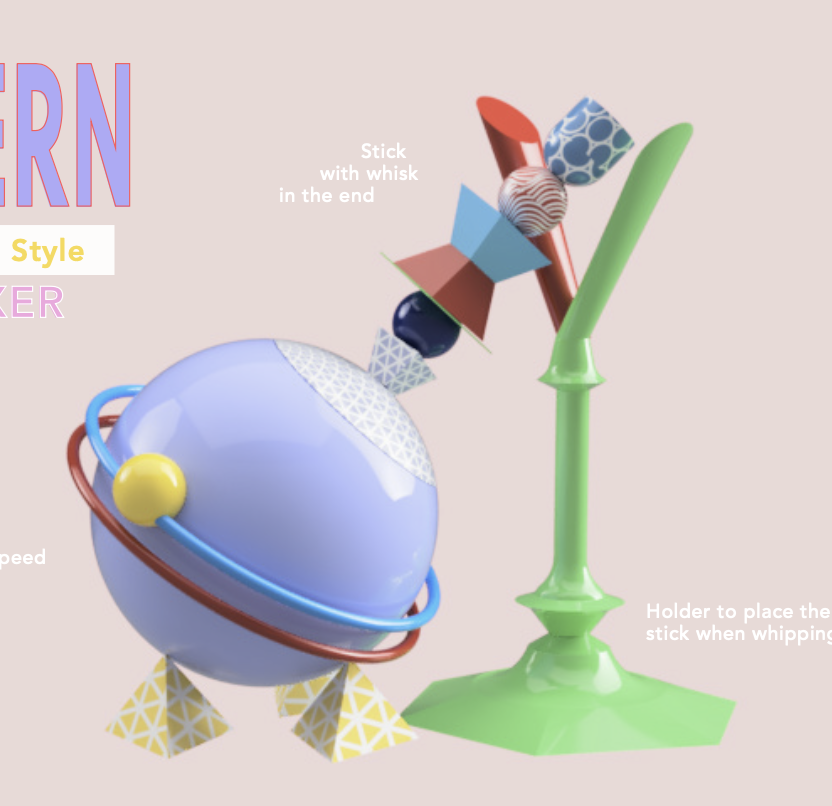 ERN
Style
KER
Stick
with whisk
in the end
peed
Holder to place the
stick when whipping